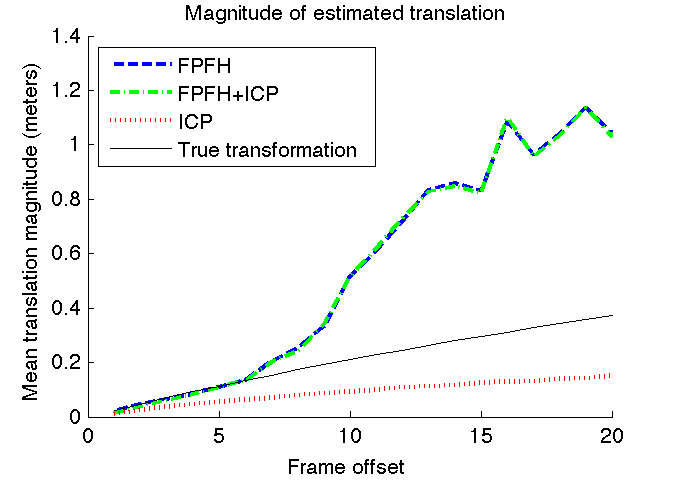 Magnitude of estimated translation
1.4
1.2
1
0.8
0.6
0.4
0.2
0
Mean translation magnitude (meters)
FPFH
FPFH+ICP
ICP
True transformation
0 5 10 15 20
Frame offset